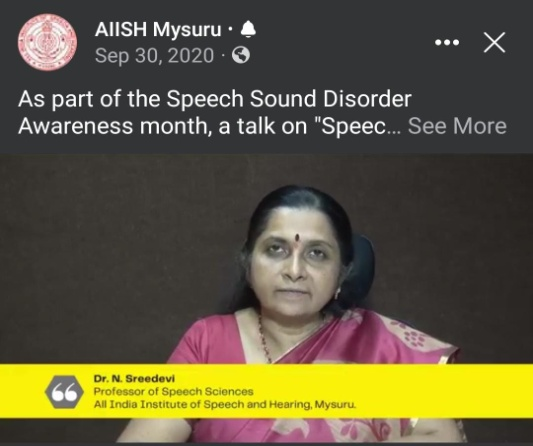 AIISH Mysuru ·
Sep 30, 2020 ·
As part of the Speech Sound Disorder
Awareness month, a talk on "Speec... See More
Dr. N. Sreedevi
Professor of Speech Sciences
All India Institute of Speech and Hearing, Mysuru.